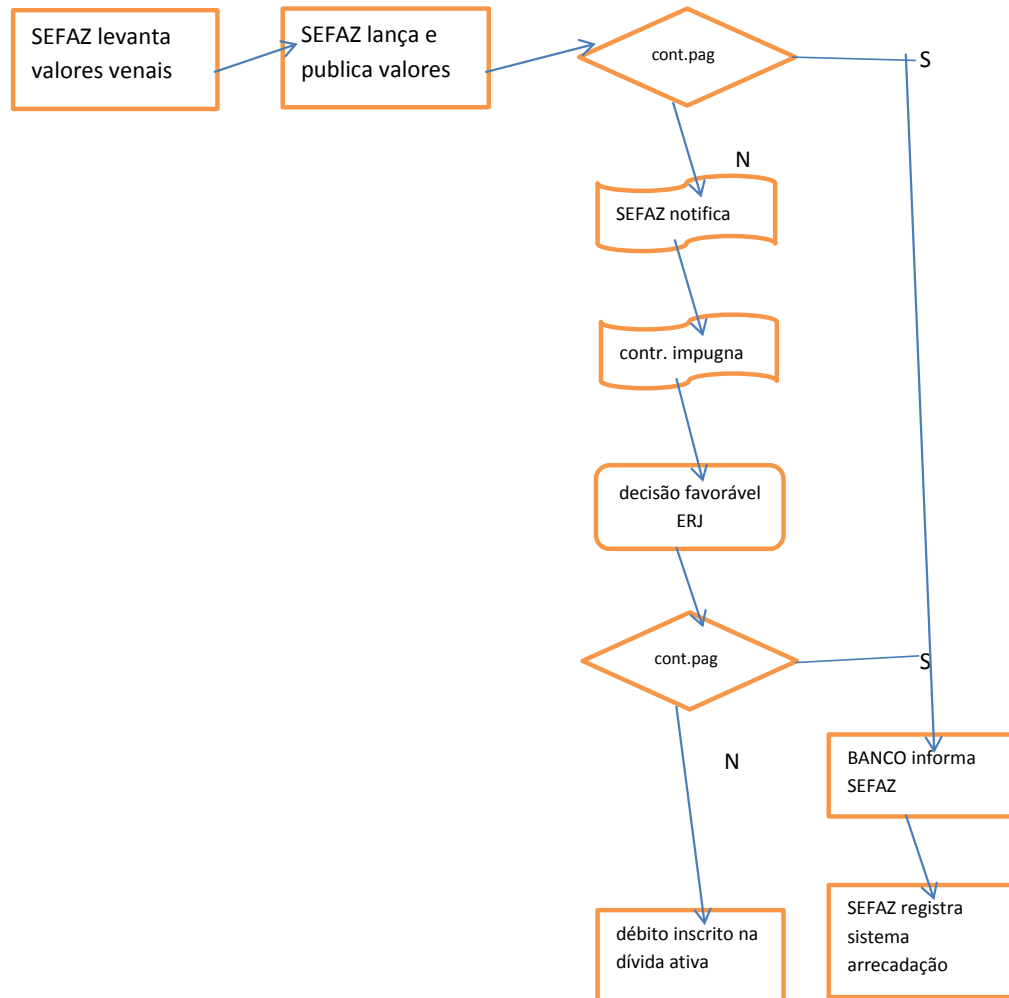 SEFAZ levanta
valores venais
SEFAZ lança e
publica valores
cont.pag
S
N
SEFAZ notifica
contr. impugna
decisão favorável
ERJ
cont.pag
S
N
BANCO informa
SEFAZ
débito inscrito na
dívida ativa
SEFAZ registra
sistema
arrecadação